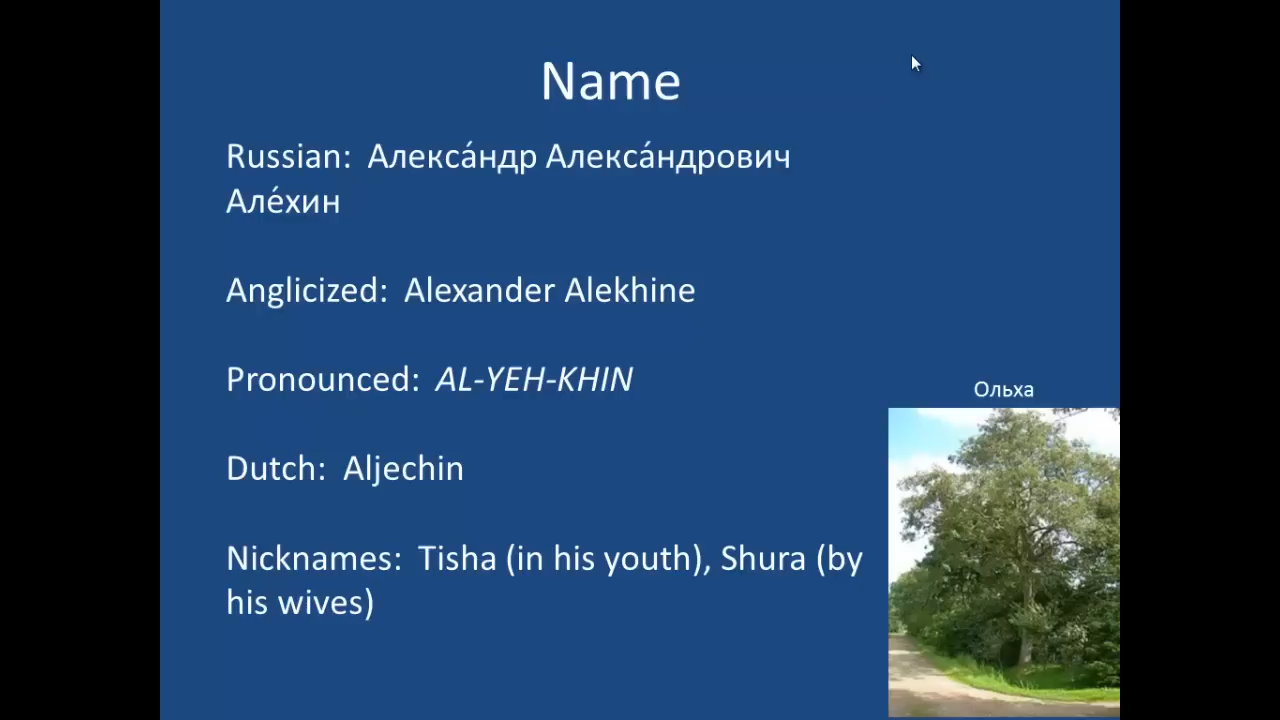 Name
Russian:  Алекса́ндр Алекса́ндрович
Але́хин
Anglicized:  Alexander Alekhine
Pronounced:  AL-YEH-KHIN
Dutch:  Aljechin
Nicknames:  Tisha (in his youth), Shura (by
his wives)
Ольха